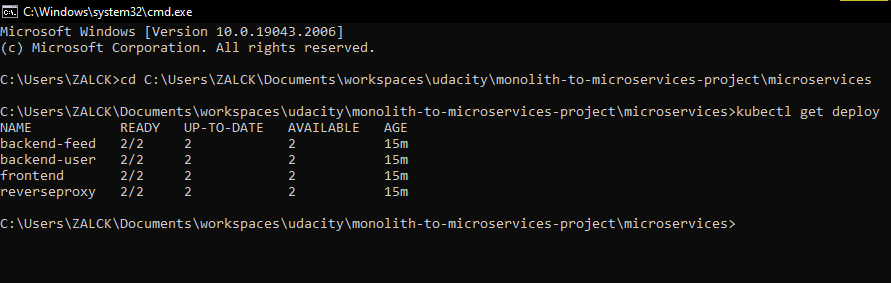 C:\Windows\system32\cmd.exe
Microsoft Windows [Version 10.0.19043.2006]
(c) Microsoft Corporation. All rights reserved.
C:\Users\ZALCK>cd C:\Users\ZALCK\Documents\workspaces\udacity\monolith-to-microservices-project\microservices
C:\Users\ZALCK\Documents\workspaces\udacity\monolith-to-microservices-project\microservices>kubectl get deploy
NAME READY UP-TO-DATE AVAILABLE AGE
backend-feed 2/2 2 2 15m
backend-user 2/2 2 2 15m
frontend 2/2 2 2 15m
reverseproxy 2/2 2 2 15m
C:\Users\ZALCK\Documents\workspaces\udacity\monolith-to-microservices-project\microservices>